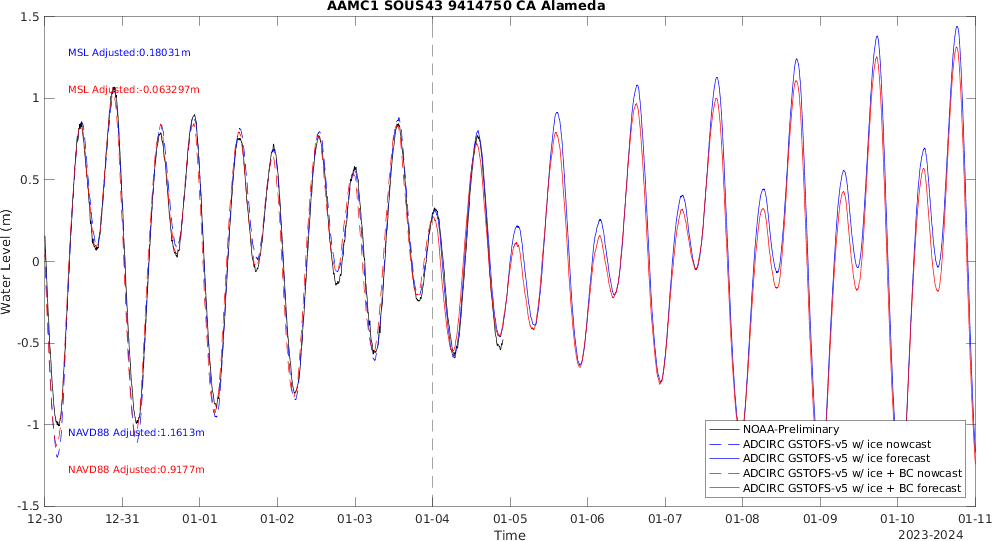 AAMC1 SOUS43 9414750 CA Alameda
MSL Adjusted:0.18031m
MSL Adjusted:-0.063297m
NAVD88 Adjusted:1.1613m
NAVD88 Adjusted:0.9177m
Water Level (m)
1.5
1
0.5
0
-0.5
-1
-1.5
NOAA-Preliminary
ADCIRC GSTOFS-v5 w/ ice nowcast
ADCIRC GSTOFS-v5 w/ ice forecast
ADCIRC GSTOFS-v5 w/ ice + BC nowcast
ADCIRC GSTOFS-v5 w/ ice + BC forecast
12-30 12-31 01-01 01-02 01-03 01-04 01-05 01-06 01-07 01-08 01-09 01-10 01-11
Time
2023-2024